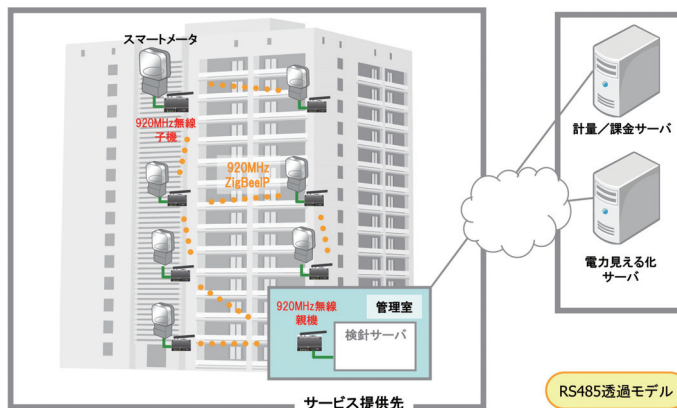 スマートメータ
920MHz無線
子機
920MHz
ZigBeeIP
920MHz無線
親機
管理室
検針サーバ
サービス提供先
計量／課金サーバ
電力見える化
サーバ
RS485透過モデル